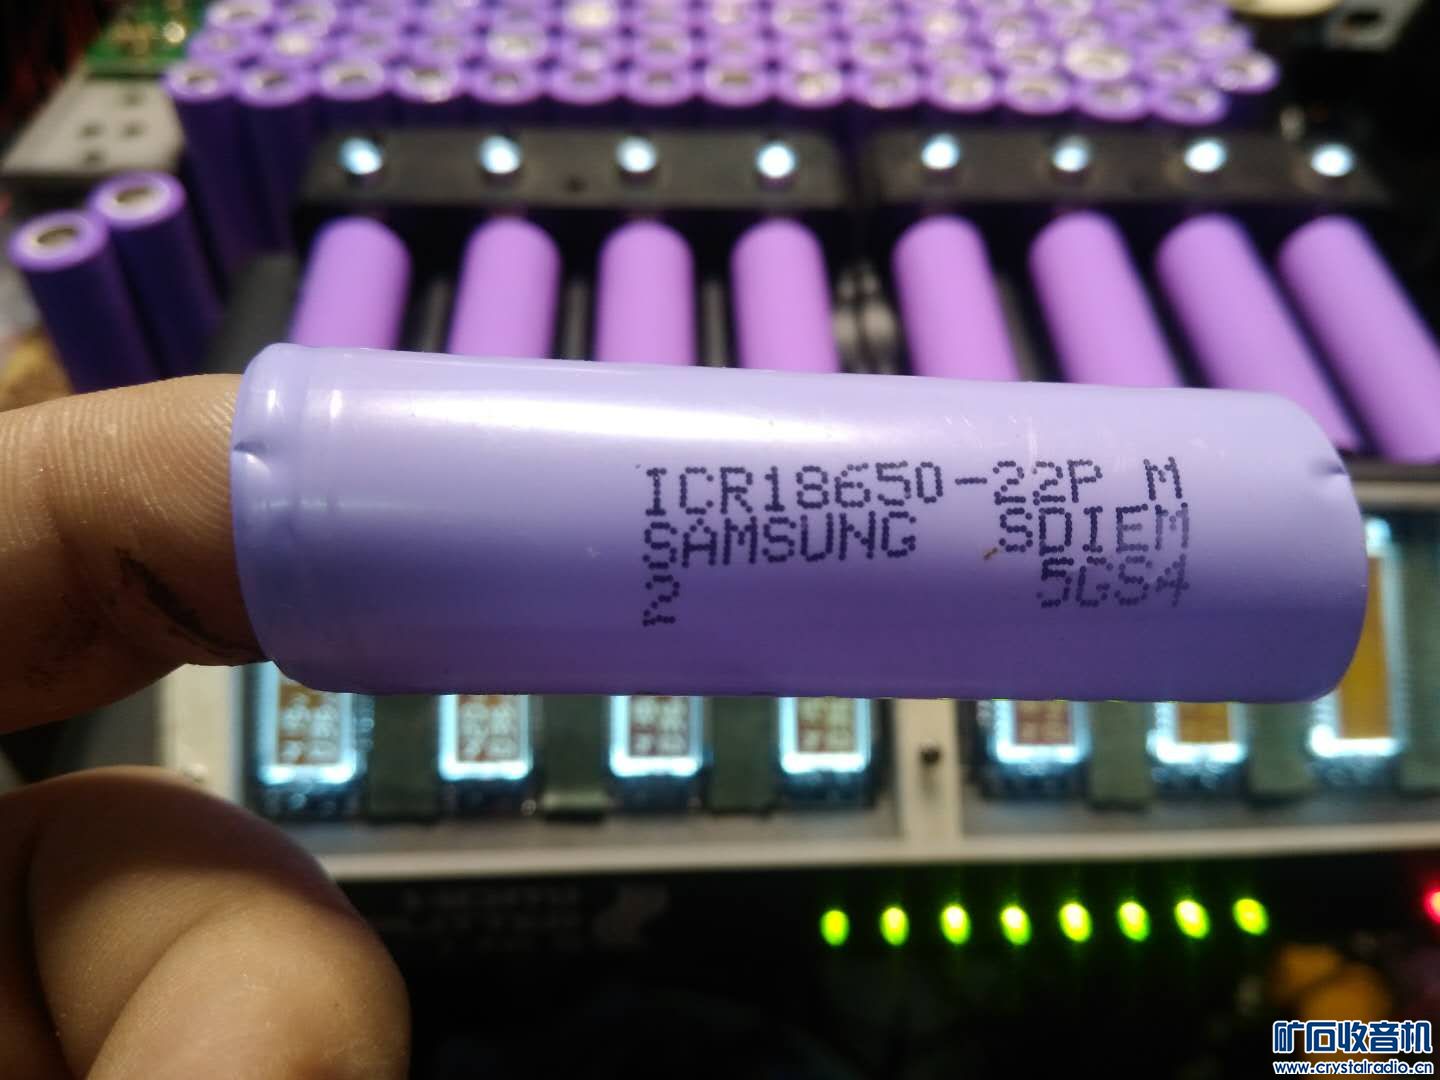 ICR18650-22P M
SAMSUNG SDIEM
2 5GS4
矿石收音机
www.crystalradio.cn